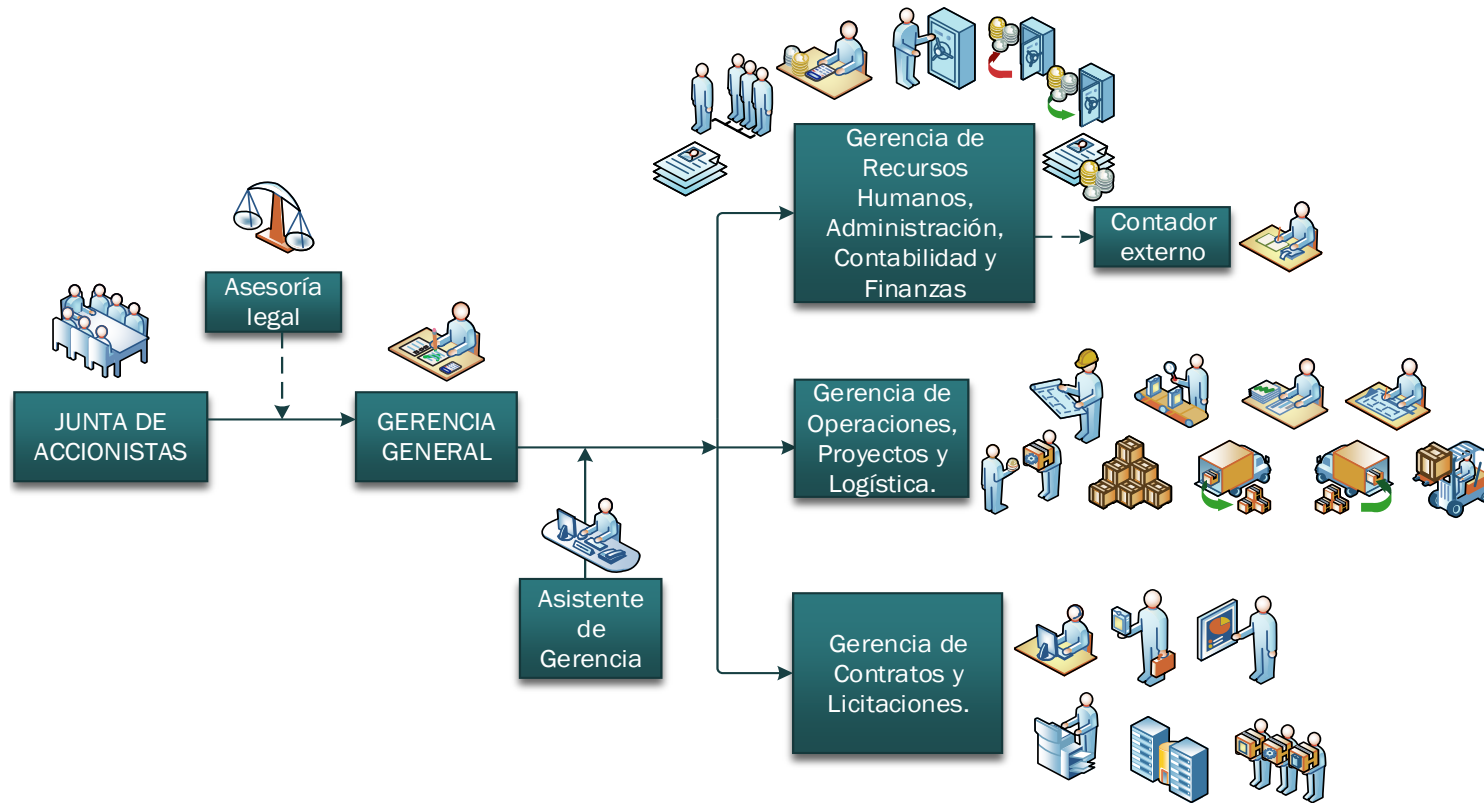 Gerencia de
Recursos
Humanos,
Administración,
Contabilidad y
Finanzas
Contador
externo
Asesoría
legal
JUNTA DE
ACCIONISTAS
GERENCIA
GENERAL
Gerencia de
Operaciones,
Proyectos y
Logística.
Asistente
de
Gerencia
Gerencia de
Contratos y
Licitaciones.